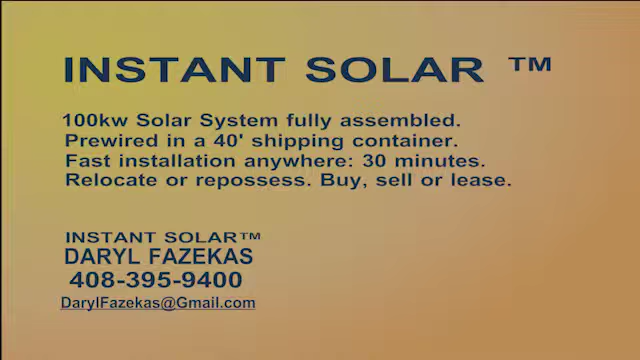 INSTANT SOLAR ™
100kw Solar System fully assembled.
Prewired in a 40' shipping container.
Fast installation anywhere: 30 minutes.
Relocate or repossess. Buy, sell or lease.
INSTANT SOLAR™
DARYL FAZEKAS
408-395-9400
DarylFazekas@Gmail.com